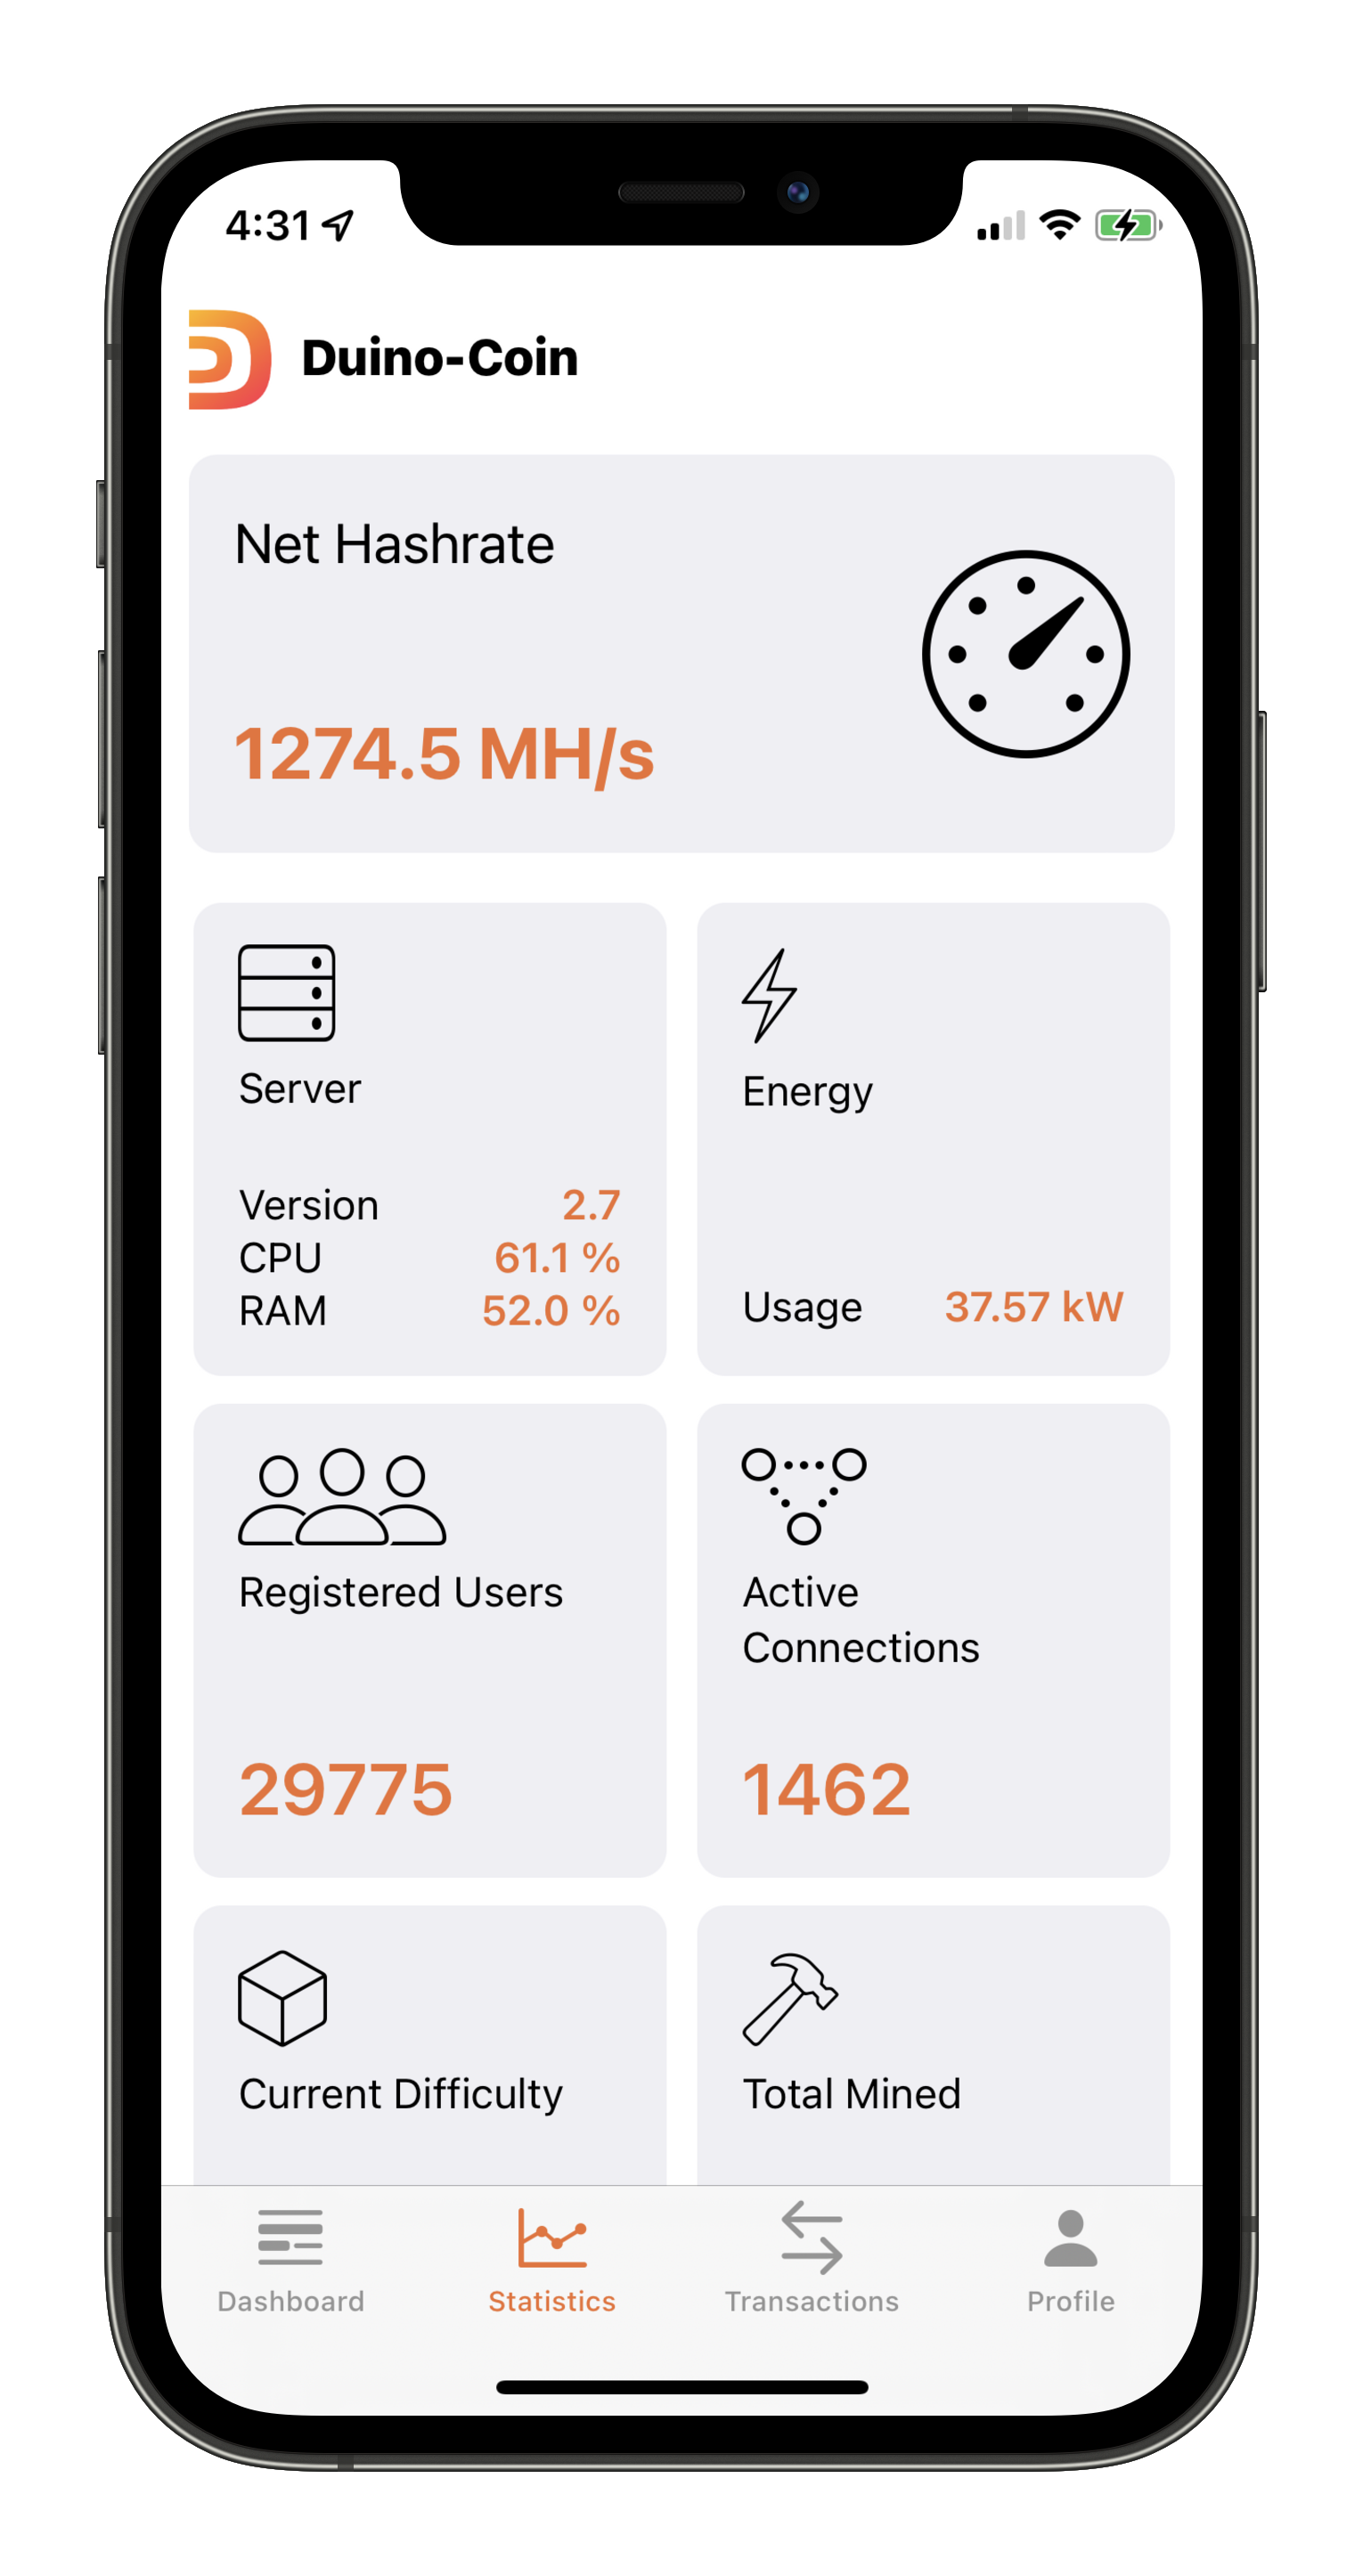 4:31
Duino-Coin
Net Hashrate
1274.5 MH/s
Server
Version 2.7
CPU 61.1 %
RAM 52.0 %
Energy
Usage 37.57 kW
Registered Users
29775
Active
Connections
1462
Current Difficulty
Total Mined
Dashboard
Statistics
Transactions
Profile